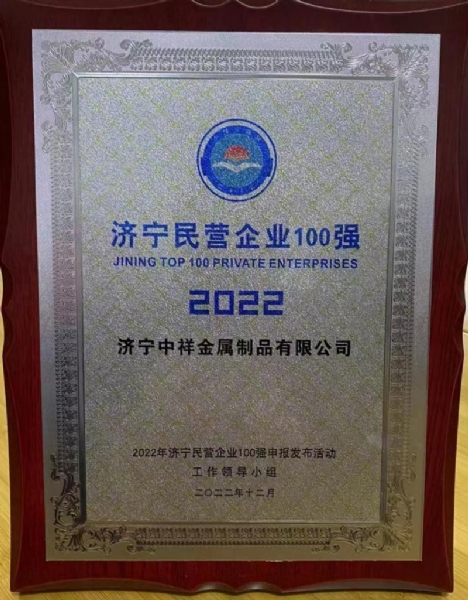 济宁民营企业100强
JINING TOP 100 PRIVATE ENTERPRISES
2022
济宁中祥金属制品有限公司
2022年济宁民营企业100强申报发布活动
工作领导小组
二〇二二年十二月